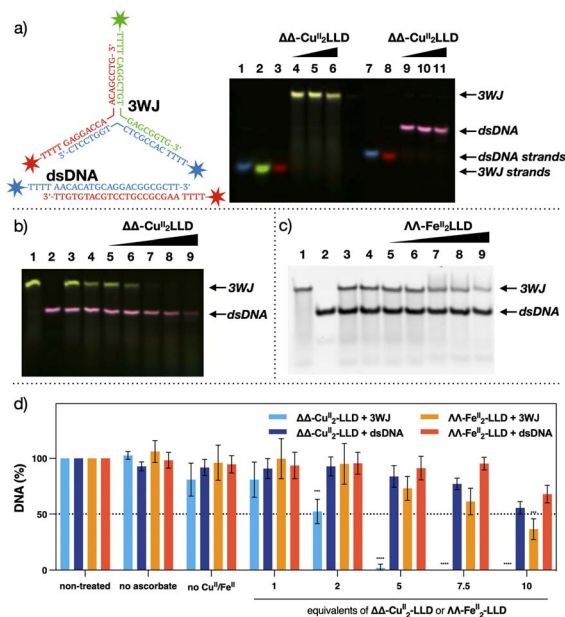 a)
TTTT CAGGCTGT
ACAGCCTG-3'
3WJ
TTTT GAGGACCA
GAGCGGTG-3'
3'-CTCCTGGT
CTCGCCAC TTTT
dsDNA
TTTT AACACATGCAGGACGGCGCTT-3'
3'-TTGTGTACGTCCTGCCGCGAA TTTT
ΔΔ-Cuᴵᴵ₂LLD
ΔΔ-Cuᴵᴵ₂LLD
1 2 3 4 5 6 7 8 9 10 11
3WJ
dsDNA
dsDNA strands
3WJ strands
b)
ΔΔ-Cuᴵᴵ₂LLD
1 2 3 4 5 6 7 8 9
3WJ
dsDNA
c)
ΛΛ-Feᴵᴵ₂LLD
1 2 3 4 5 6 7 8 9
3WJ
dsDNA
d)
ΔΔ-Cuᴵᴵ₂-LLD + 3WJ
ΛΛ-Feᴵᴵ₂-LLD + 3WJ
ΔΔ-Cuᴵᴵ₂-LLD + dsDNA
ΛΛ-Feᴵᴵ₂-LLD + dsDNA
DNA (%)
100
50
0
*** **** **** **** ***
non-treated no ascorbate no Cuᴵᴵ/Feᴵᴵ 1 2 5 7.5 10
equivalents of ΔΔ-Cuᴵᴵ₂-LLD or ΛΛ-Feᴵᴵ₂-LLD